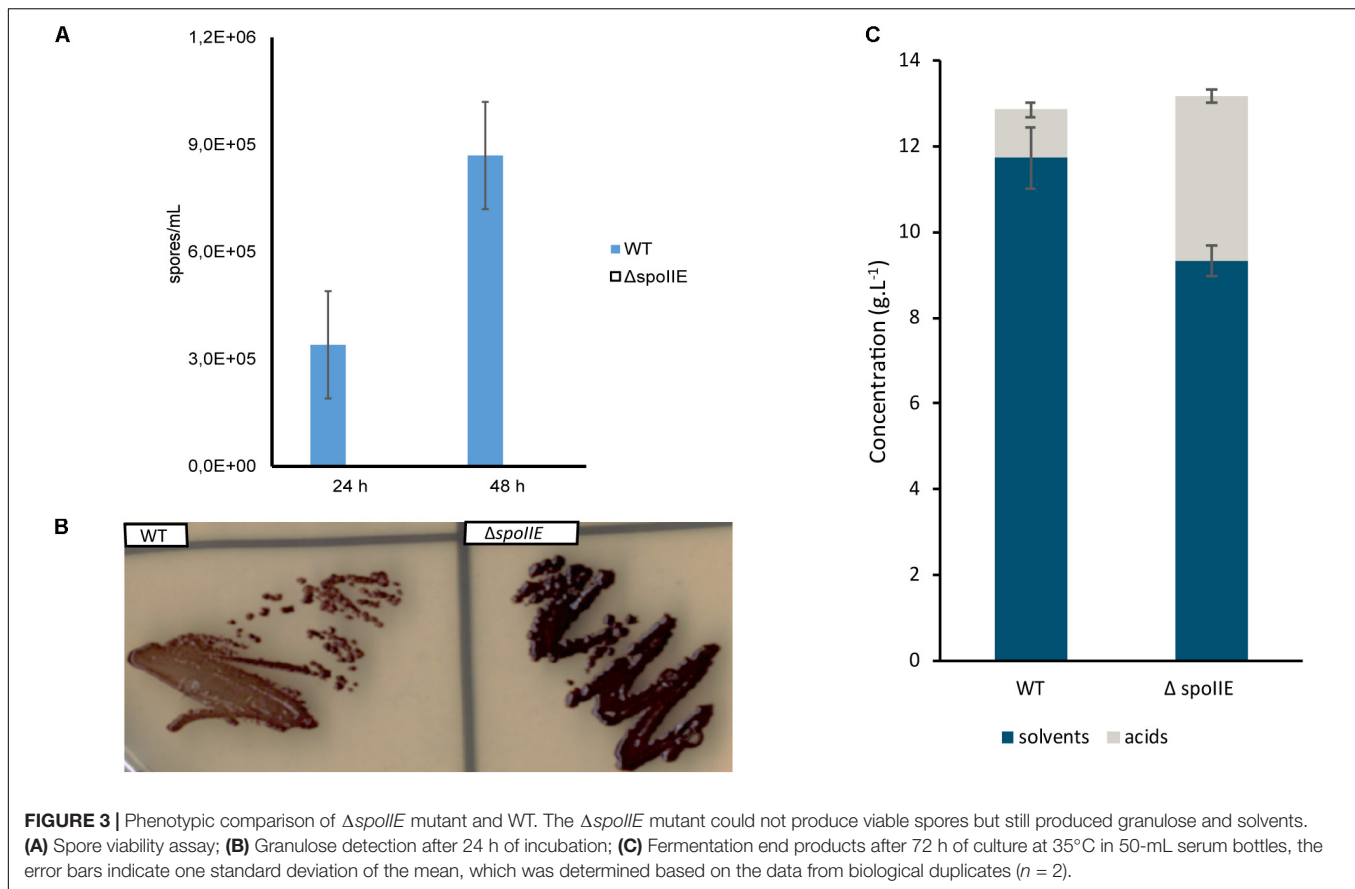 A
1,2E+06
9,0E+05
6,0E+05
3,0E+05
0,0E+00
spores/mL
24 h
48 h
WT
ΔspoIIE
B
WT
ΔspoIIE
C
14
12
10
8
6
4
2
0
Concentration (g.L-1)
WT
Δ spoIIE
solvents
acids
FIGURE 3 | Phenotypic comparison of ΔspoIIE mutant and WT. The ΔspoIIE mutant could not produce viable spores but still produced granulose and solvents.
(A) Spore viability assay; (B) Granulose detection after 24 h of incubation; (C) Fermentation end products after 72 h of culture at 35°C in 50-mL serum bottles, the
error bars indicate one standard deviation of the mean, which was determined based on the data from biological duplicates (n = 2).